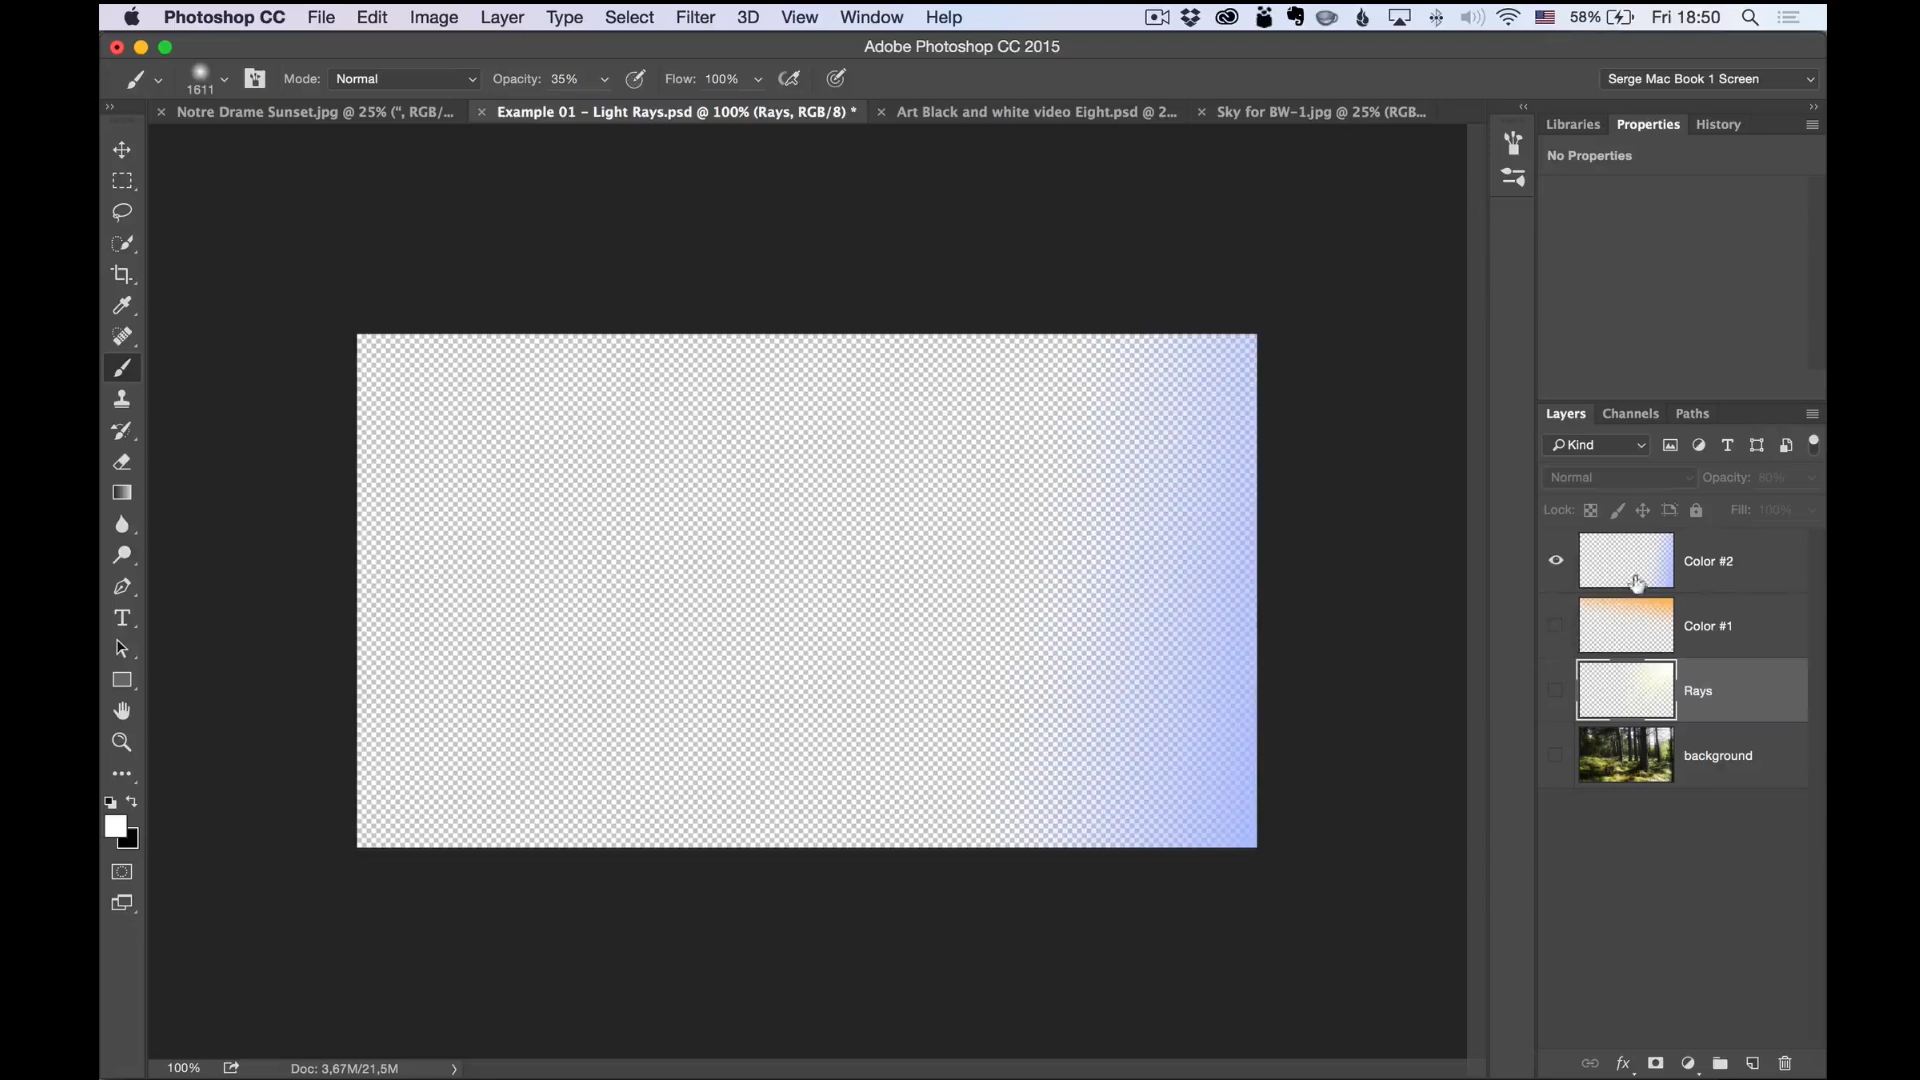 Photoshop CC File Edit Image Layer Type Select Filter 3D View Window Help 58% Fri 18:50
Adobe Photoshop CC 2015
1611 Mode: Normal Opacity: 35% Flow: 100% Serge Mac Book 1 Screen
Notre Drame Sunset.jpg @ 25% (“, RGB/... Example 01 - Light Rays.psd @ 100% (Rays, RGB/8) * Art Black and white video Eight.psd @ 2... Sky for BW-1.jpg @ 25% (RGB...
Libraries Properties History
No Properties
Layers Channels Paths
Kind
Normal Opacity: 80%
Lock: Fill: 100%
Color #2
Color #1
Rays
background
100% Doc: 3,67M/21,5M